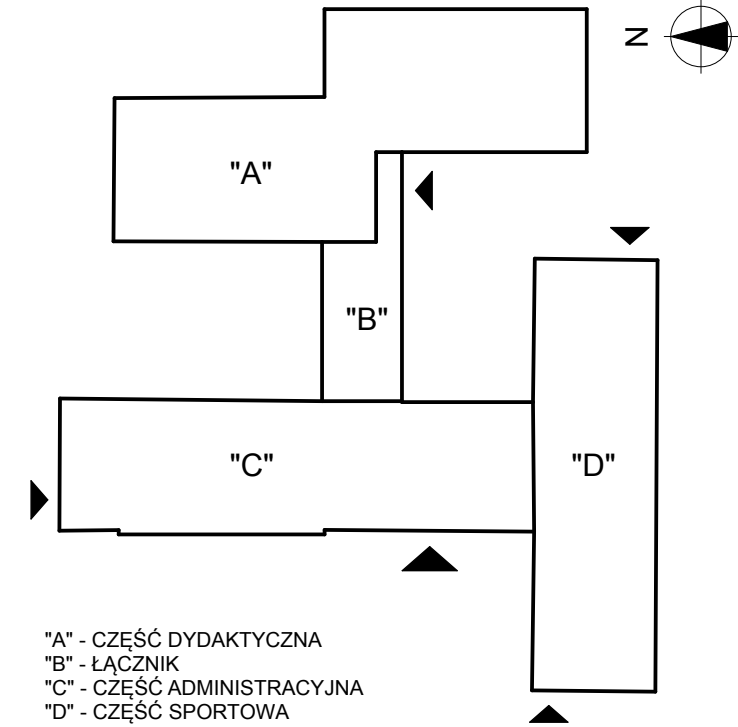 N
"A"
"B"
"C"
"D"
"A" - CZĘŚĆ DYDAKTYCZNA
"B" - ŁĄCZNIK
"C" - CZĘŚĆ ADMINISTRACYJNA
"D" - CZĘŚĆ SPORTOWA